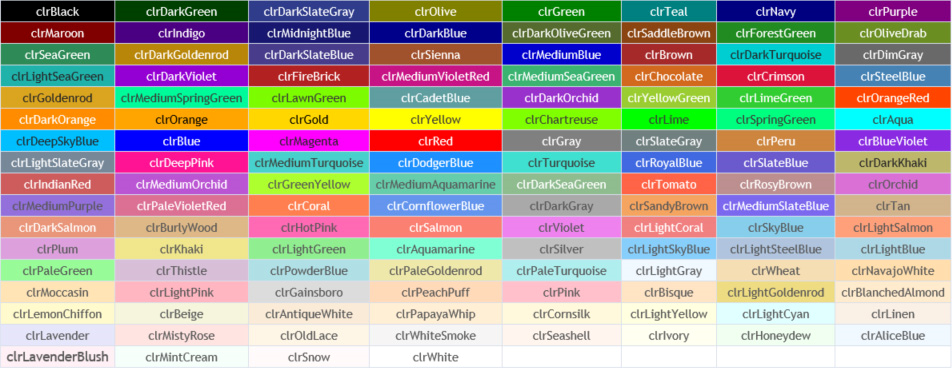 clrBlack clrDarkGreen clrDarkSlateGray clrOlive clrGreen clrTeal clrNavy clrPurple
clrMaroon clrIndigo clrMidnightBlue clrDarkBlue clrDarkOliveGreen clrSaddleBrown clrForestGreen clrOliveDrab
clrSeaGreen clrDarkGoldenrod clrDarkSlateBlue clrSienna clrMediumBlue clrBrown clrDarkTurquoise clrDimGray
clrLightSeaGreen clrDarkViolet clrFireBrick clrMediumVioletRed clrMediumSeaGreen clrChocolate clrCrimson clrSteelBlue
clrGoldenrod clrMediumSpringGreen clrLawnGreen clrCadetBlue clrDarkOrchid clrYellowGreen clrLimeGreen clrOrangeRed
clrDarkOrange clrOrange clrGold clrYellow clrChartreuse clrLime clrSpringGreen clrAqua
clrDeepSkyBlue clrBlue clrMagenta clrRed clrGray clrSlateGray clrPeru clrBlueViolet
clrLightSlateGray clrDeepPink clrMediumTurquoise clrDodgerBlue clrTurquoise clrRoyalBlue clrSlateBlue clrDarkKhaki
clrIndianRed clrMediumOrchid clrGreenYellow clrMediumAquamarine clrDarkSeaGreen clrTomato clrRosyBrown clrOrchid
clrMediumPurple clrPaleVioletRed clrCoral clrCornflowerBlue clrDarkGray clrSandyBrown clrMediumSlateBlue clrTan
clrDarkSalmon clrBurlyWood clrHotPink clrSalmon clrViolet clrLightCoral clrSkyBlue clrLightSalmon
clrPlum clrKhaki clrLightGreen clrAquamarine clrSilver clrLightSkyBlue clrLightSteelBlue clrLightBlue
clrPaleGreen clrThistle clrPowderBlue clrPaleGoldenrod clrPaleTurquoise clrLightGray clrWheat clrNavajoWhite
clrMoccasin clrLightPink clrGainsboro clrPeachPuff clrPink clrBisque clrLightGoldenrod clrBlanchedAlmond
clrLemonChiffon clrBeige clrAntiqueWhite clrPapayaWhip clrCornsilk clrLightYellow clrLightCyan clrLinen
clrLavender clrMistyRose clrOldLace clrWhiteSmoke clrSeashell clrIvory clrHoneydew clrAliceBlue
clrLavenderBlush clrMintCream clrSnow clrWhite